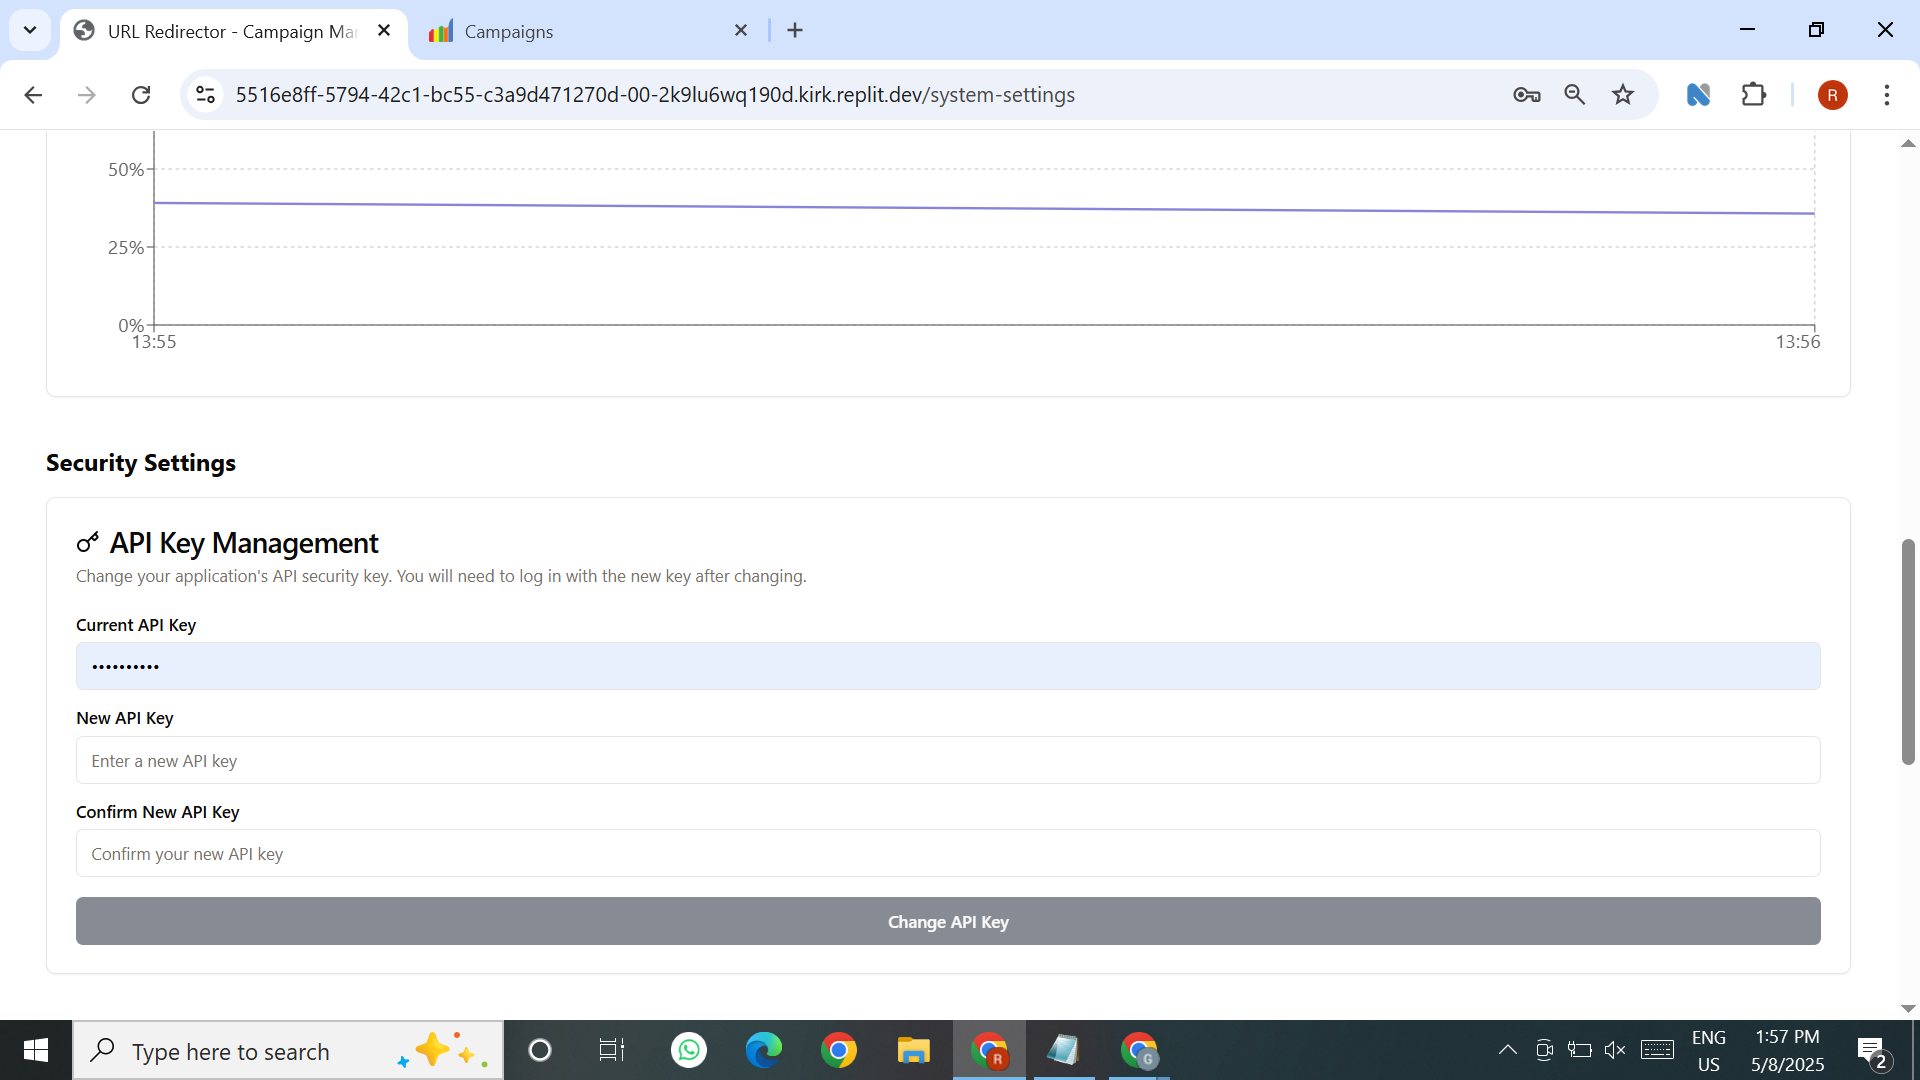 URL Redirector - Campaign Ma
Campaigns
5516e8ff-5794-42c1-bc55-c3a9d471270d-00-2k9lu6wq190d.kirk.replit.dev/system-settings
R
50%
25%
0%
13:55
13:56
Security Settings
API Key Management
Change your application's API security key. You will need to log in with the new key after changing.
Current API Key
••••••••••
New API Key
Enter a new API key
Confirm New API Key
Confirm your new API key
Change API Key
Type here to search
R
G
ENG
US
1:57 PM
5/8/2025
2